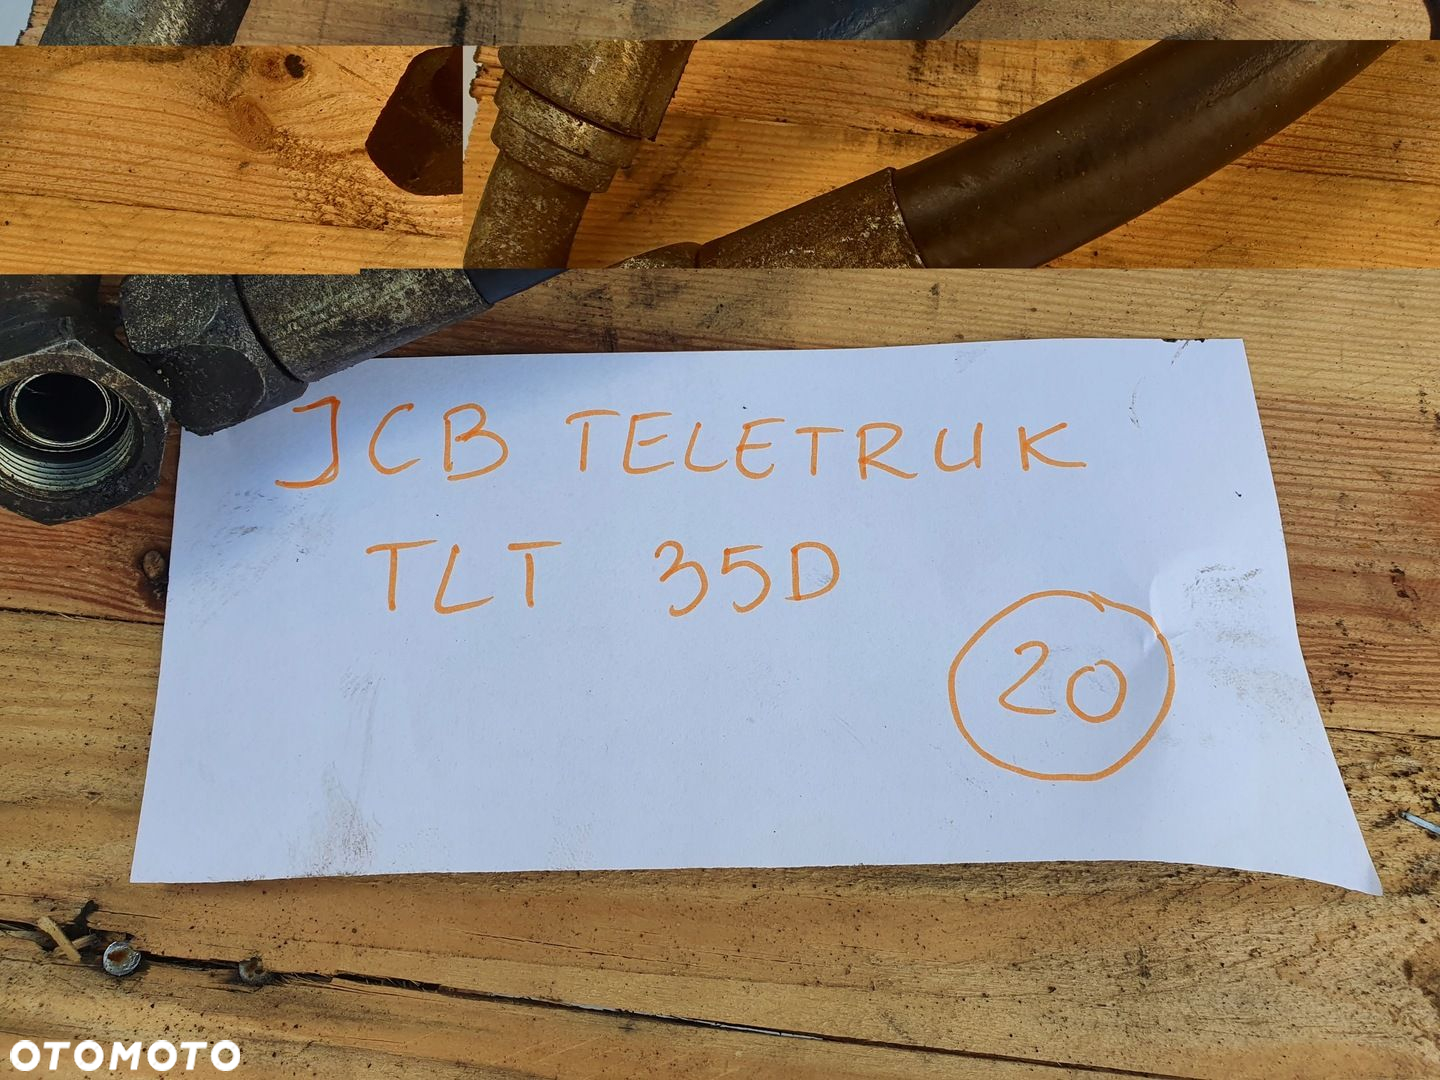 JCB TELETRUK
TLT 35D
20
OTOMOTO